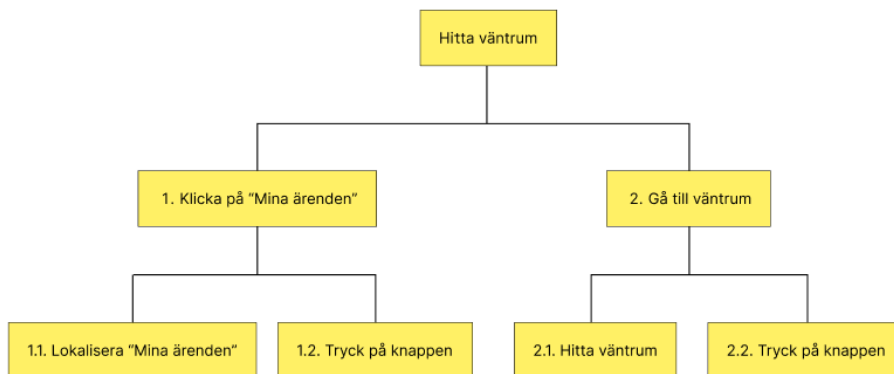 Hitta väntrum
1. Klicka på “Mina ärenden”
2. Gå till väntrum
1.1. Lokalisera “Mina ärenden”
1.2. Tryck på knappen
2.1. Hitta väntrum
2.2. Tryck på knappen